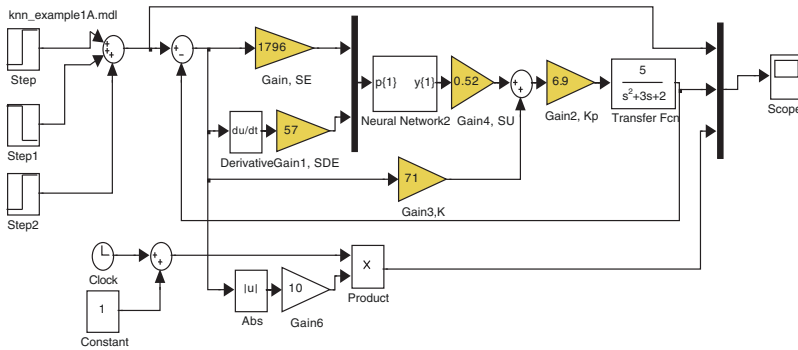 knn_example1A.mdl
Step
Step1
Step2
1796
Gain, SE
du/dt
57
DerivativeGain1, SDE
p{1} y{1}
Neural Network2
0.52
Gain4, SU
6.9
Gain2, Kp
5
s²+3s+2
Transfer Fcn
Scope
71
Gain3,K
Clock
1
Constant
|u|
Abs
10
Gain6
X
Product